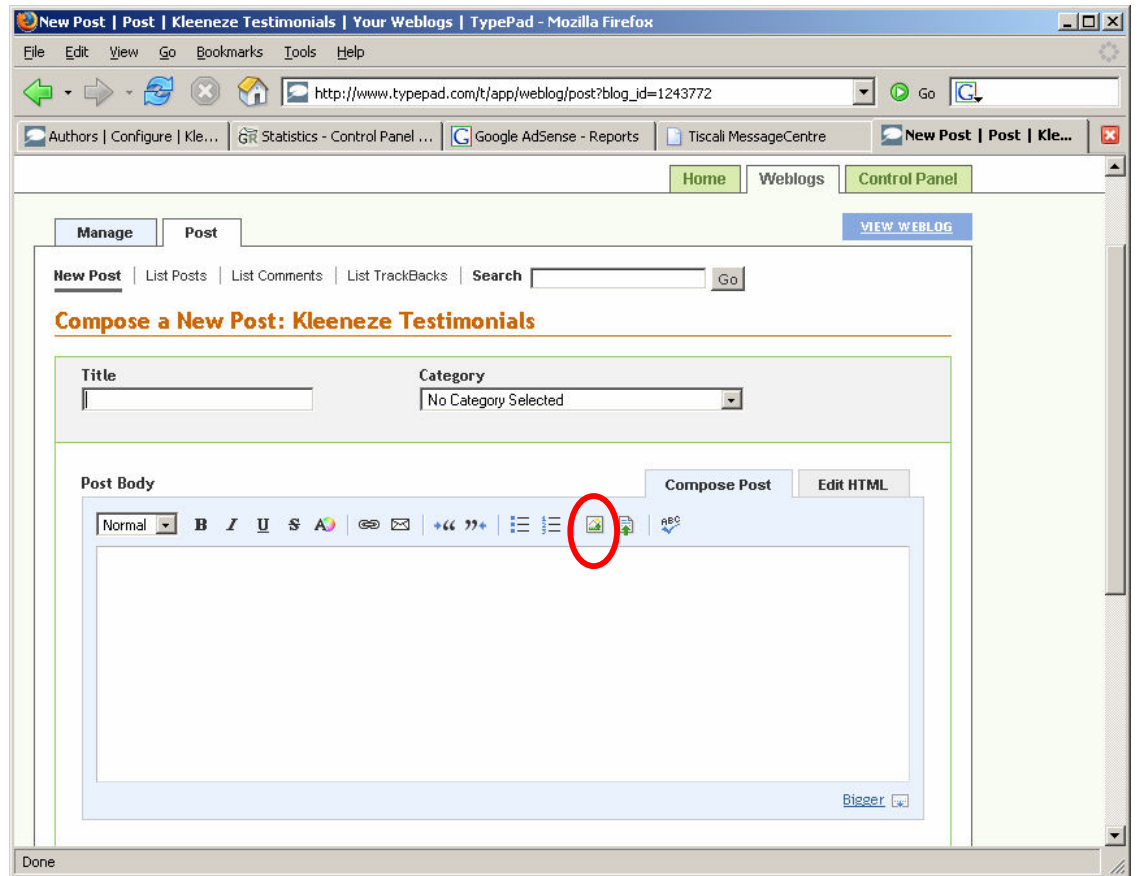 New Post | Post | Kleeneze Testimonials | Your Weblogs | TypePad - Mozilla Firefox
File Edit View Go Bookmarks Tools Help
http://www.typepad.com/t/app/weblog/post?blog_id=1243772 Go G
Authors | Configure | Kle... GR Statistics - Control Panel ... G Google AdSense - Reports Tiscali MessageCentre New Post | Post | Kle...
Home Weblogs Control Panel
Manage Post VIEW WEBLOG
New Post | List Posts | List Comments | List TrackBacks | Search Go
Compose a New Post: Kleeneze Testimonials
Title Category
No Category Selected
Post Body Compose Post Edit HTML
Normal B I U S A ABC
Bigger
Done